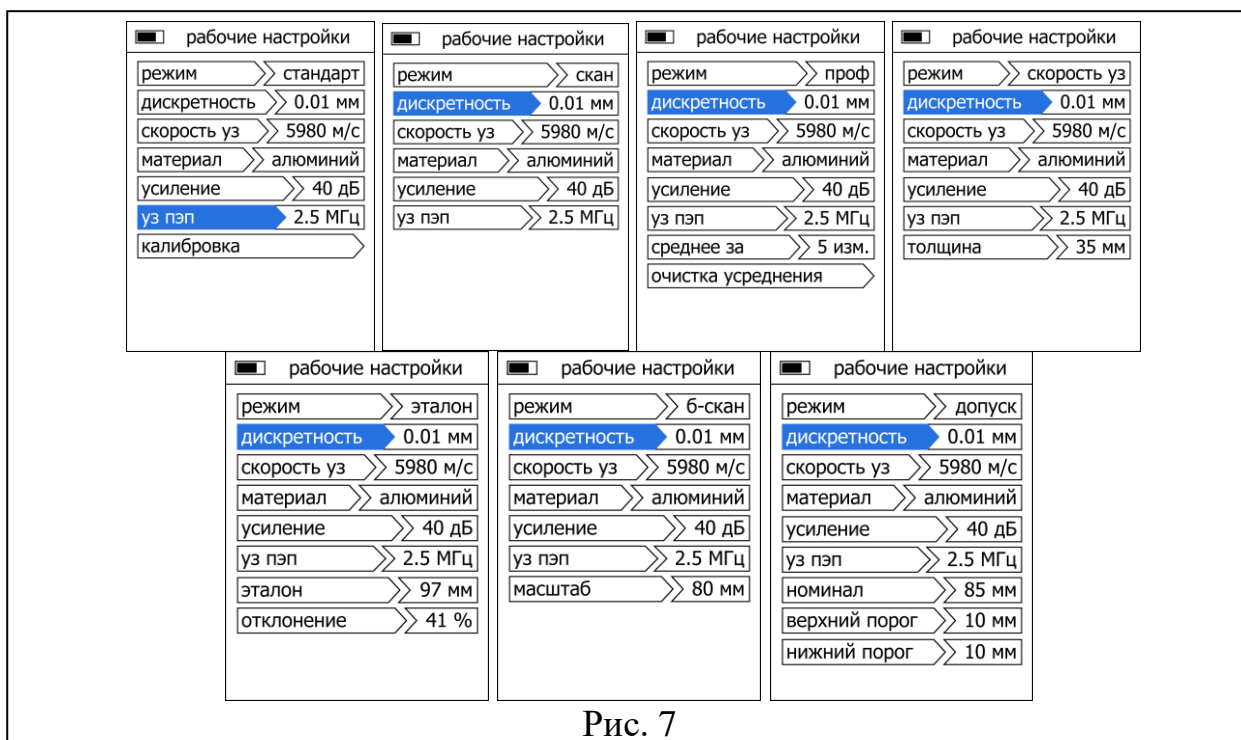 рабочие настройки
режим стандарт
дискретность 0.01 мм
скорость уз 5980 м/с
материал алюминий
усиление 40 дБ
уз пэп 2.5 МГц
калибровка
рабочие настройки
режим скан
дискретность 0.01 мм
скорость уз 5980 м/с
материал алюминий
усиление 40 дБ
уз пэп 2.5 МГц
рабочие настройки
режим проф
дискретность 0.01 мм
скорость уз 5980 м/с
материал алюминий
усиление 40 дБ
уз пэп 2.5 МГц
среднее за 5 изм.
очистка усреднения
рабочие настройки
режим скорость уз
дискретность 0.01 мм
скорость уз 5980 м/с
материал алюминий
усиление 40 дБ
уз пэп 2.5 МГц
толщина 35 мм
рабочие настройки
режим эталон
дискретность 0.01 мм
скорость уз 5980 м/с
материал алюминий
усиление 40 дБ
уз пэп 2.5 МГц
эталон 97 мм
отклонение 41 %
рабочие настройки
режим б-скан
дискретность 0.01 мм
скорость уз 5980 м/с
материал алюминий
усиление 40 дБ
уз пэп 2.5 МГц
масштаб 80 мм
рабочие настройки
режим допуск
дискретность 0.01 мм
скорость уз 5980 м/с
материал алюминий
усиление 40 дБ
уз пэп 2.5 МГц
номинал 85 мм
верхний порог 10 мм
нижний порог 10 мм
Рис. 7